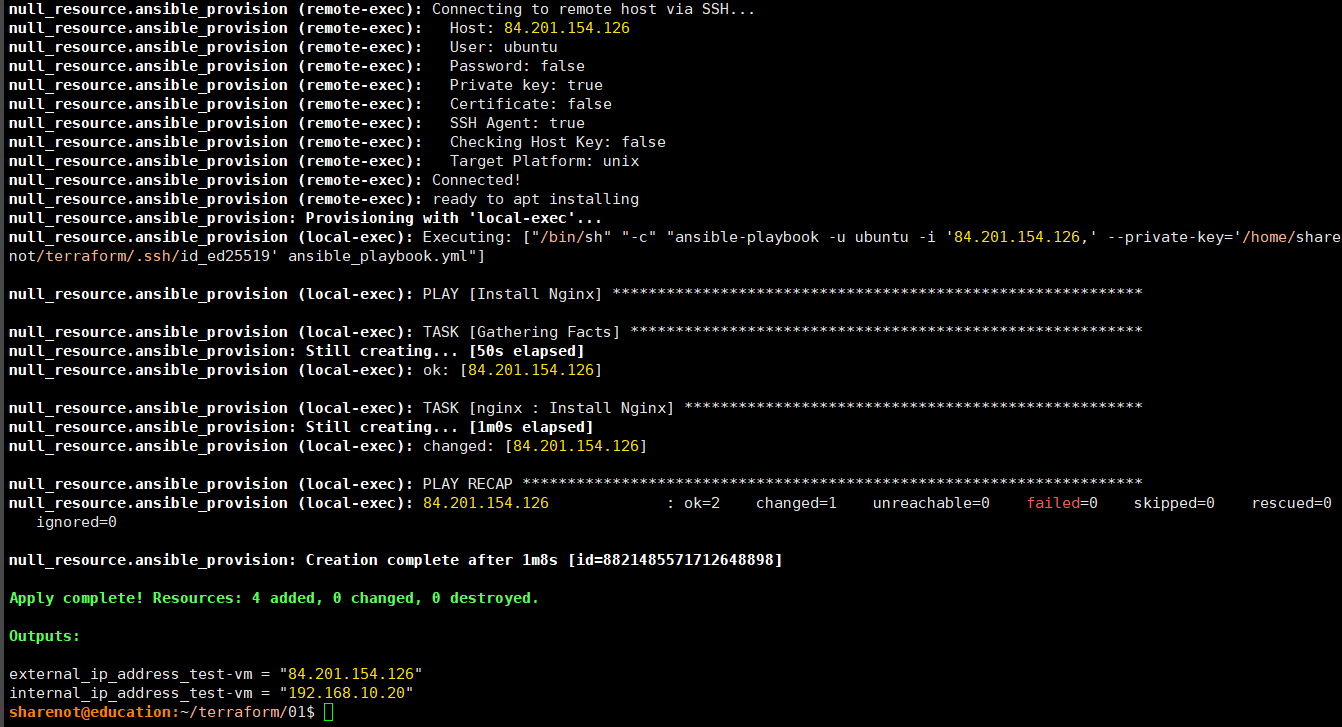 null_resource.ansible_provision (remote-exec): Connecting to remote host via SSH...
null_resource.ansible_provision (remote-exec):   Host: 84.201.154.126
null_resource.ansible_provision (remote-exec):   User: ubuntu
null_resource.ansible_provision (remote-exec):   Password: false
null_resource.ansible_provision (remote-exec):   Private key: true
null_resource.ansible_provision (remote-exec):   Certificate: false
null_resource.ansible_provision (remote-exec):   SSH Agent: true
null_resource.ansible_provision (remote-exec):   Checking Host Key: false
null_resource.ansible_provision (remote-exec):   Target Platform: unix
null_resource.ansible_provision (remote-exec): Connected!
null_resource.ansible_provision (remote-exec): ready to apt installing
null_resource.ansible_provision: Provisioning with 'local-exec'...
null_resource.ansible_provision (local-exec): Executing: ["/bin/sh" "-c" "ansible-playbook -u ubuntu -i '84.201.154.126,' --private-key='/home/share
not/terraform/.ssh/id_ed25519' ansible_playbook.yml"]
null_resource.ansible_provision (local-exec): PLAY [Install Nginx] ***********************************************************
null_resource.ansible_provision (local-exec): TASK [Gathering Facts] *********************************************************
null_resource.ansible_provision: Still creating... [50s elapsed]
null_resource.ansible_provision (local-exec): ok: [84.201.154.126]
null_resource.ansible_provision (local-exec): TASK [nginx : Install Nginx] ***************************************************
null_resource.ansible_provision: Still creating... [1m0s elapsed]
null_resource.ansible_provision (local-exec): changed: [84.201.154.126]
null_resource.ansible_provision (local-exec): PLAY RECAP *********************************************************************
null_resource.ansible_provision (local-exec): 84.201.154.126             : ok=2    changed=1    unreachable=0    failed=0    skipped=0    rescued=0
   ignored=0
null_resource.ansible_provision: Creation complete after 1m8s [id=8821485571712648898]
Apply complete! Resources: 4 added, 0 changed, 0 destroyed.
Outputs:
external_ip_address_test-vm = "84.201.154.126"
internal_ip_address_test-vm = "192.168.10.20"
sharenot@education:~/terraform/01$